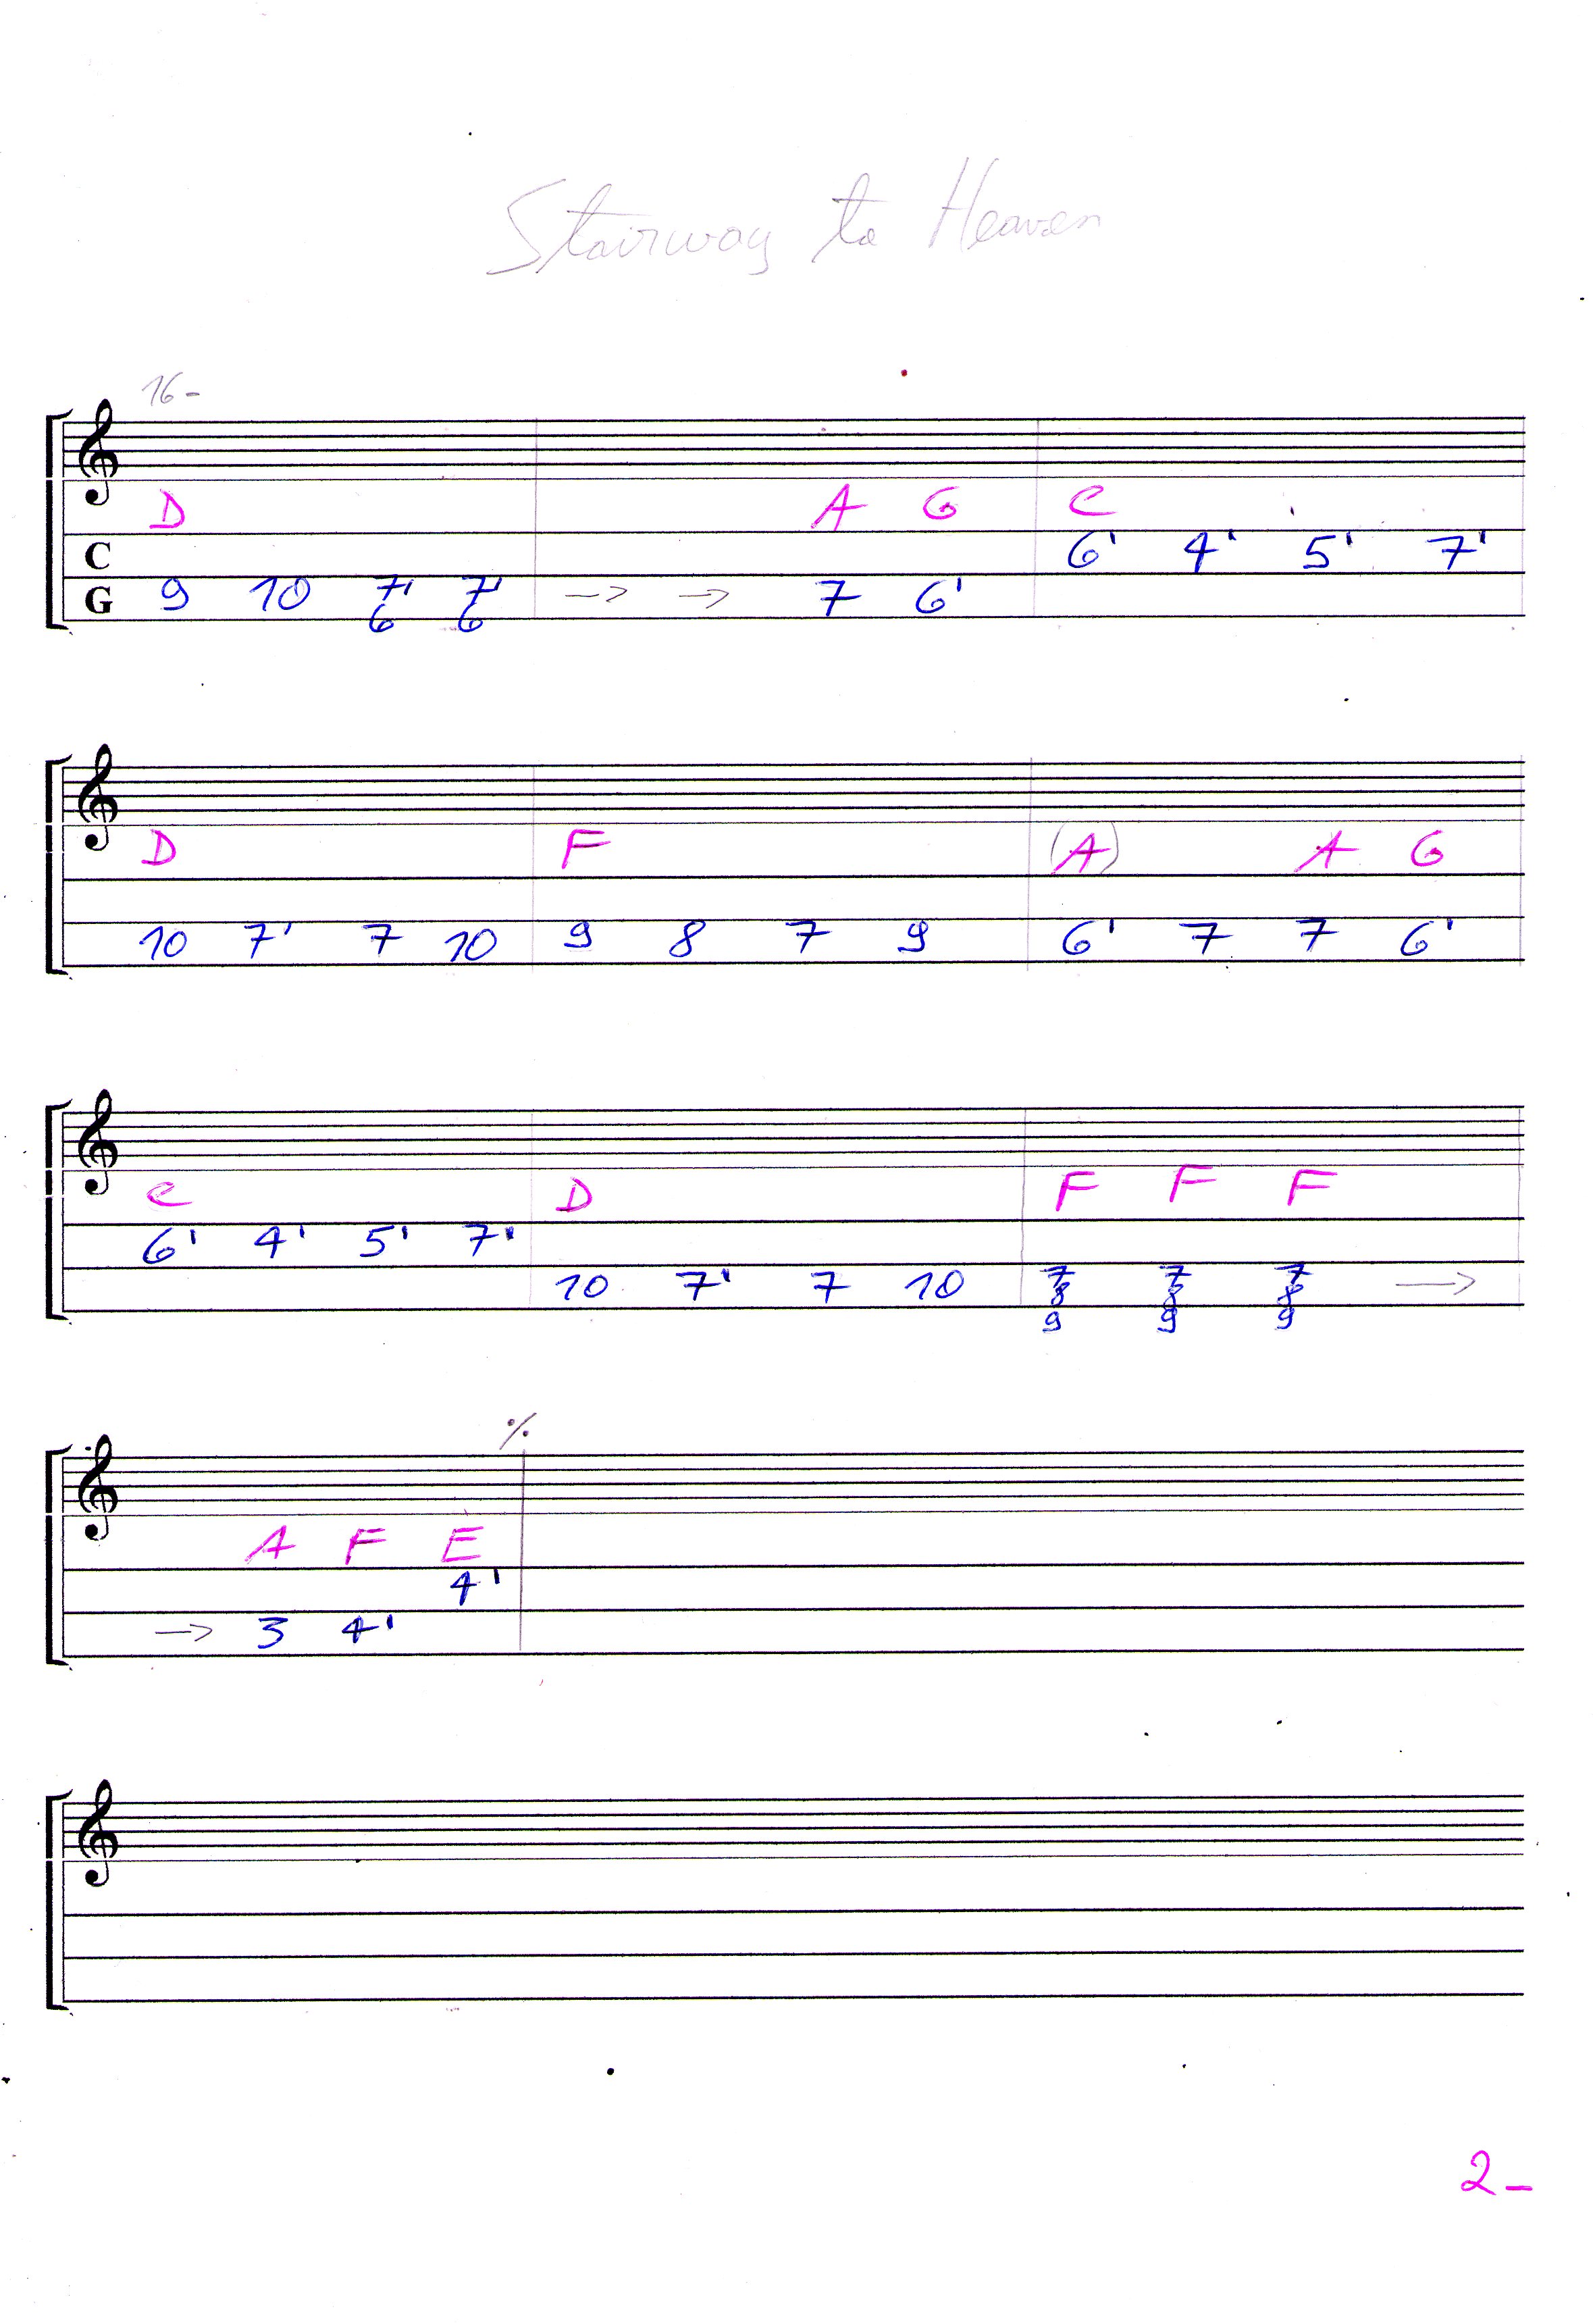 Stairway to Heaven
16-
D A G C
C 6' 4' 5' 7'
G 9 10 7' 7' → → 7 6'
6 6
D F (A) A G
10 7' 7 10 9 8 7 9 6' 7 7 6'
C D F F F
6' 4' 5' 7'
10 7' 7 10 7 7 7 →
8 8 8
9 9 9
٪
A F E
4'
→ 3 4'
2-